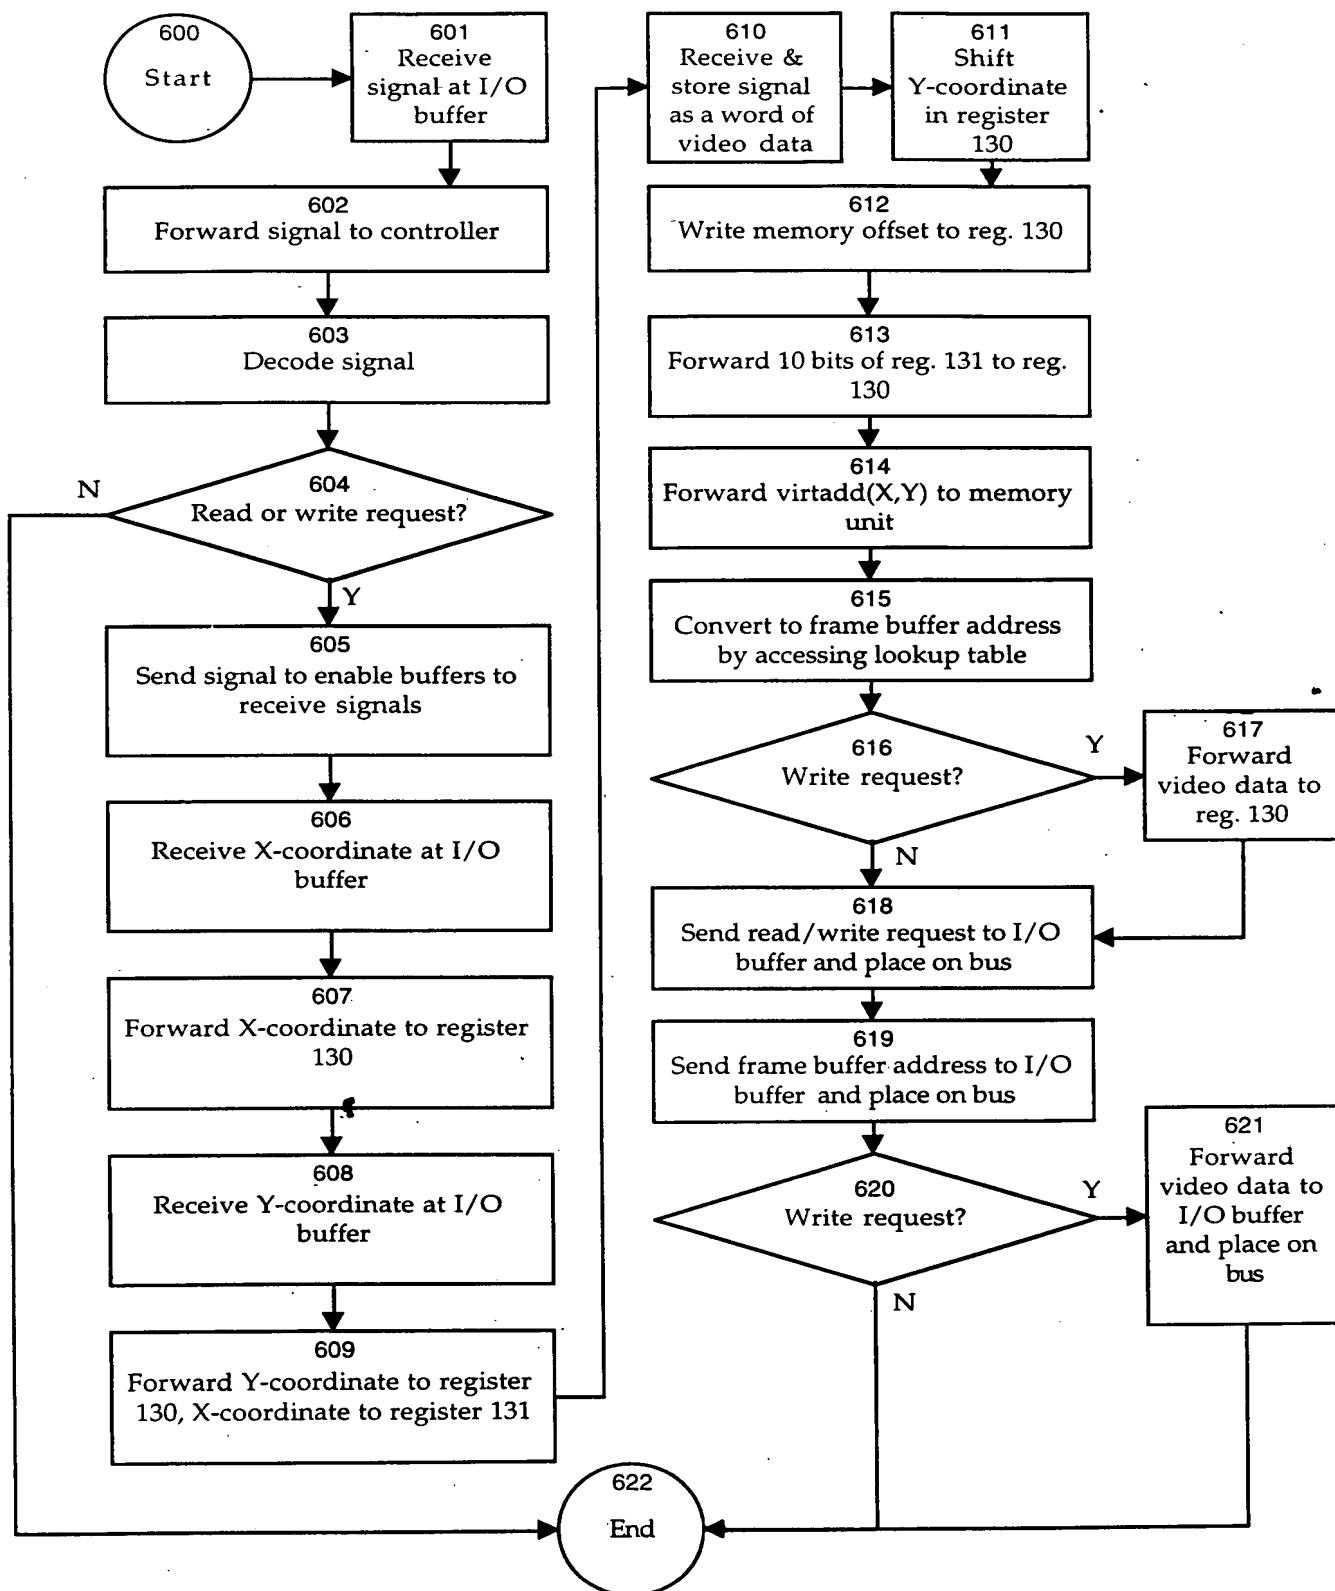 600
Start
601
Receive
signal at I/O
buffer
602
Forward signal to controller
603
Decode signal
604
Read or write request?
N
Y
605
Send signal to enable buffers to
receive signals
606
Receive X-coordinate at I/O
buffer
607
Forward X-coordinate to register
130
608
Receive Y-coordinate at I/O
buffer
609
Forward Y-coordinate to register
130, X-coordinate to register 131
610
Receive &
store signal
as a word of
video data
611
Shift
Y-coordinate
in register
130
612
Write memory offset to reg. 130
613
Forward 10 bits of reg. 131 to reg.
130
614
Forward virtadd(X,Y) to memory
unit
615
Convert to frame buffer address
by accessing lookup table
616
Write request?
Y
N
617
Forward
video data to
reg. 130
618
Send read/write request to I/O
buffer and place on bus
619
Send frame buffer address to I/O
buffer and place on bus
620
Write request?
Y
N
621
Forward
video data to
I/O buffer
and place on
bus
622
End